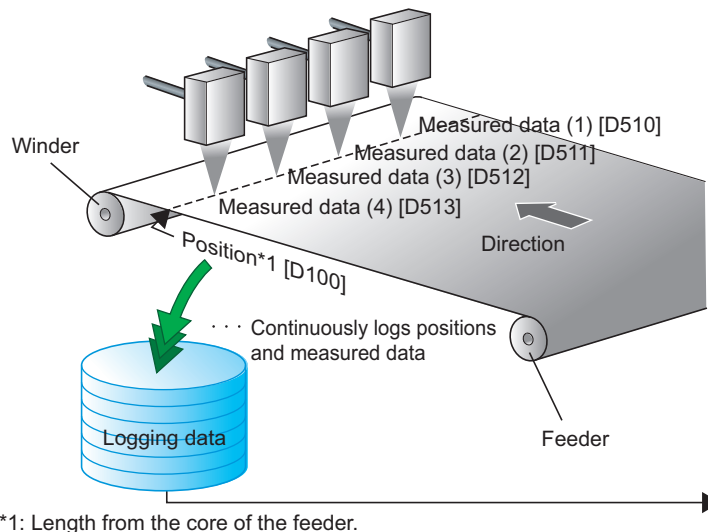 Measured data (1) [D510]
Winder
Measured data (2) [D511]
Measured data (3) [D512]
Measured data (4) [D513]
Direction
Position*1 [D100]
· · · Continuously logs positions
and measured data
Logging data
Feeder
*1: Length from the core of the feeder.